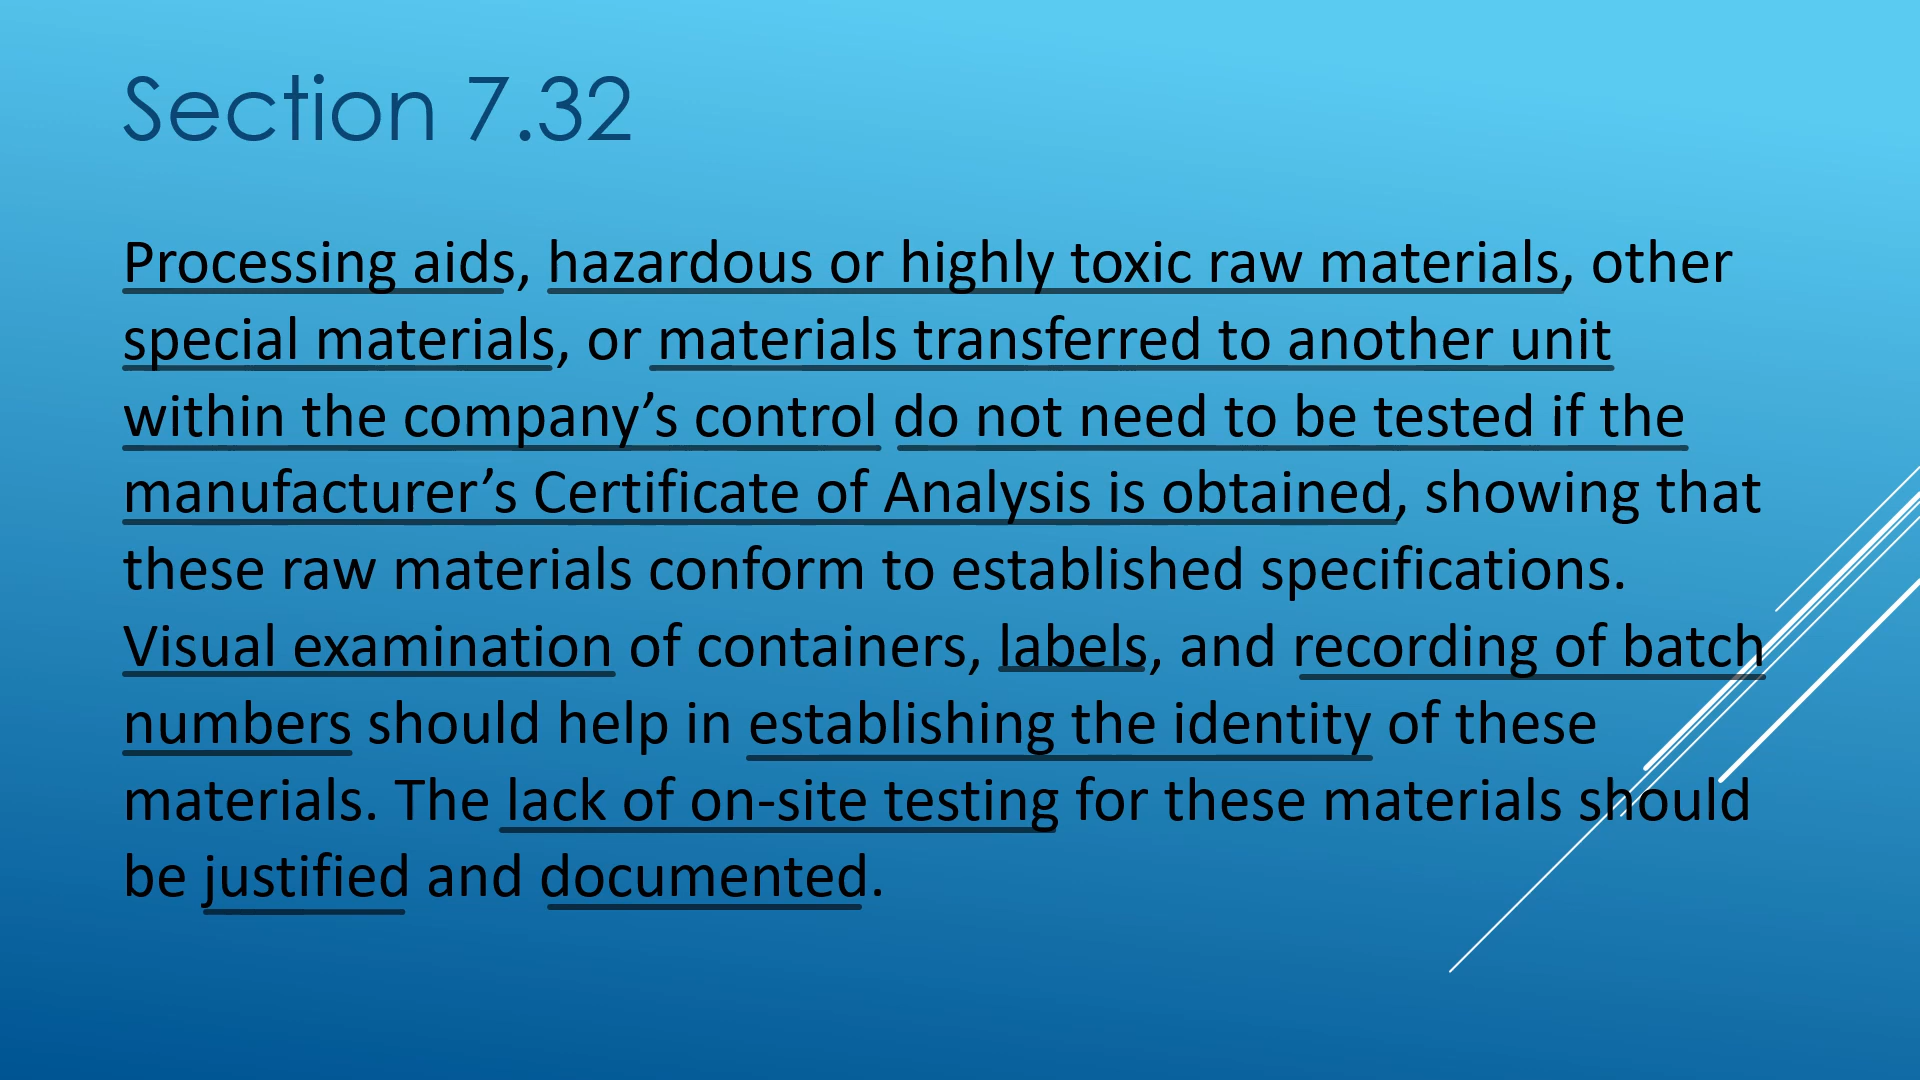 Section 7.32
Processing aids, hazardous or highly toxic raw materials, other
special materials, or materials transferred to another unit
within the company’s control do not need to be tested if the
manufacturer’s Certificate of Analysis is obtained, showing that
these raw materials conform to established specifications.
Visual examination of containers, labels, and recording of batch
numbers should help in establishing the identity of these
materials. The lack of on-site testing for these materials should
be justified and documented.